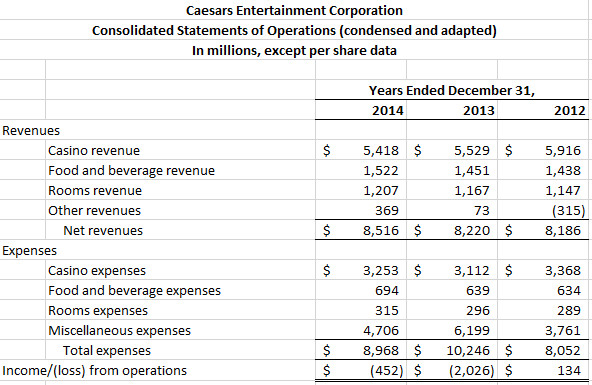 Caesars Entertainment Corporation
Consolidated Statements of Operations (condensed and adapted)
In millions, except per share data
Years Ended December 31,
2014 2013 2012
Revenues
Casino revenue $ 5,418 $ 5,529 $ 5,916
Food and beverage revenue 1,522 1,451 1,438
Rooms revenue 1,207 1,167 1,147
Other revenues 369 73 (315)
Net revenues $ 8,516 $ 8,220 $ 8,186
Expenses
Casino expenses $ 3,253 $ 3,112 $ 3,368
Food and beverage expenses 694 639 634
Rooms expenses 315 296 289
Miscellaneous expenses 4,706 6,199 3,761
Total expenses $ 8,968 $ 10,246 $ 8,052
Income/(loss) from operations $ (452) $ (2,026) $ 134